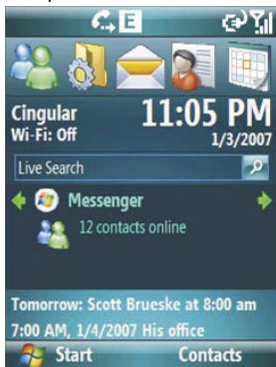 E
Cingular
11:05 PM
Wi-Fi: Off
1/3/2007
Live Search
Messenger
12 contacts online
Tomorrow: Scott Brueske at 8:00 am
7:00 AM, 1/4/2007 His office
Start
Contacts